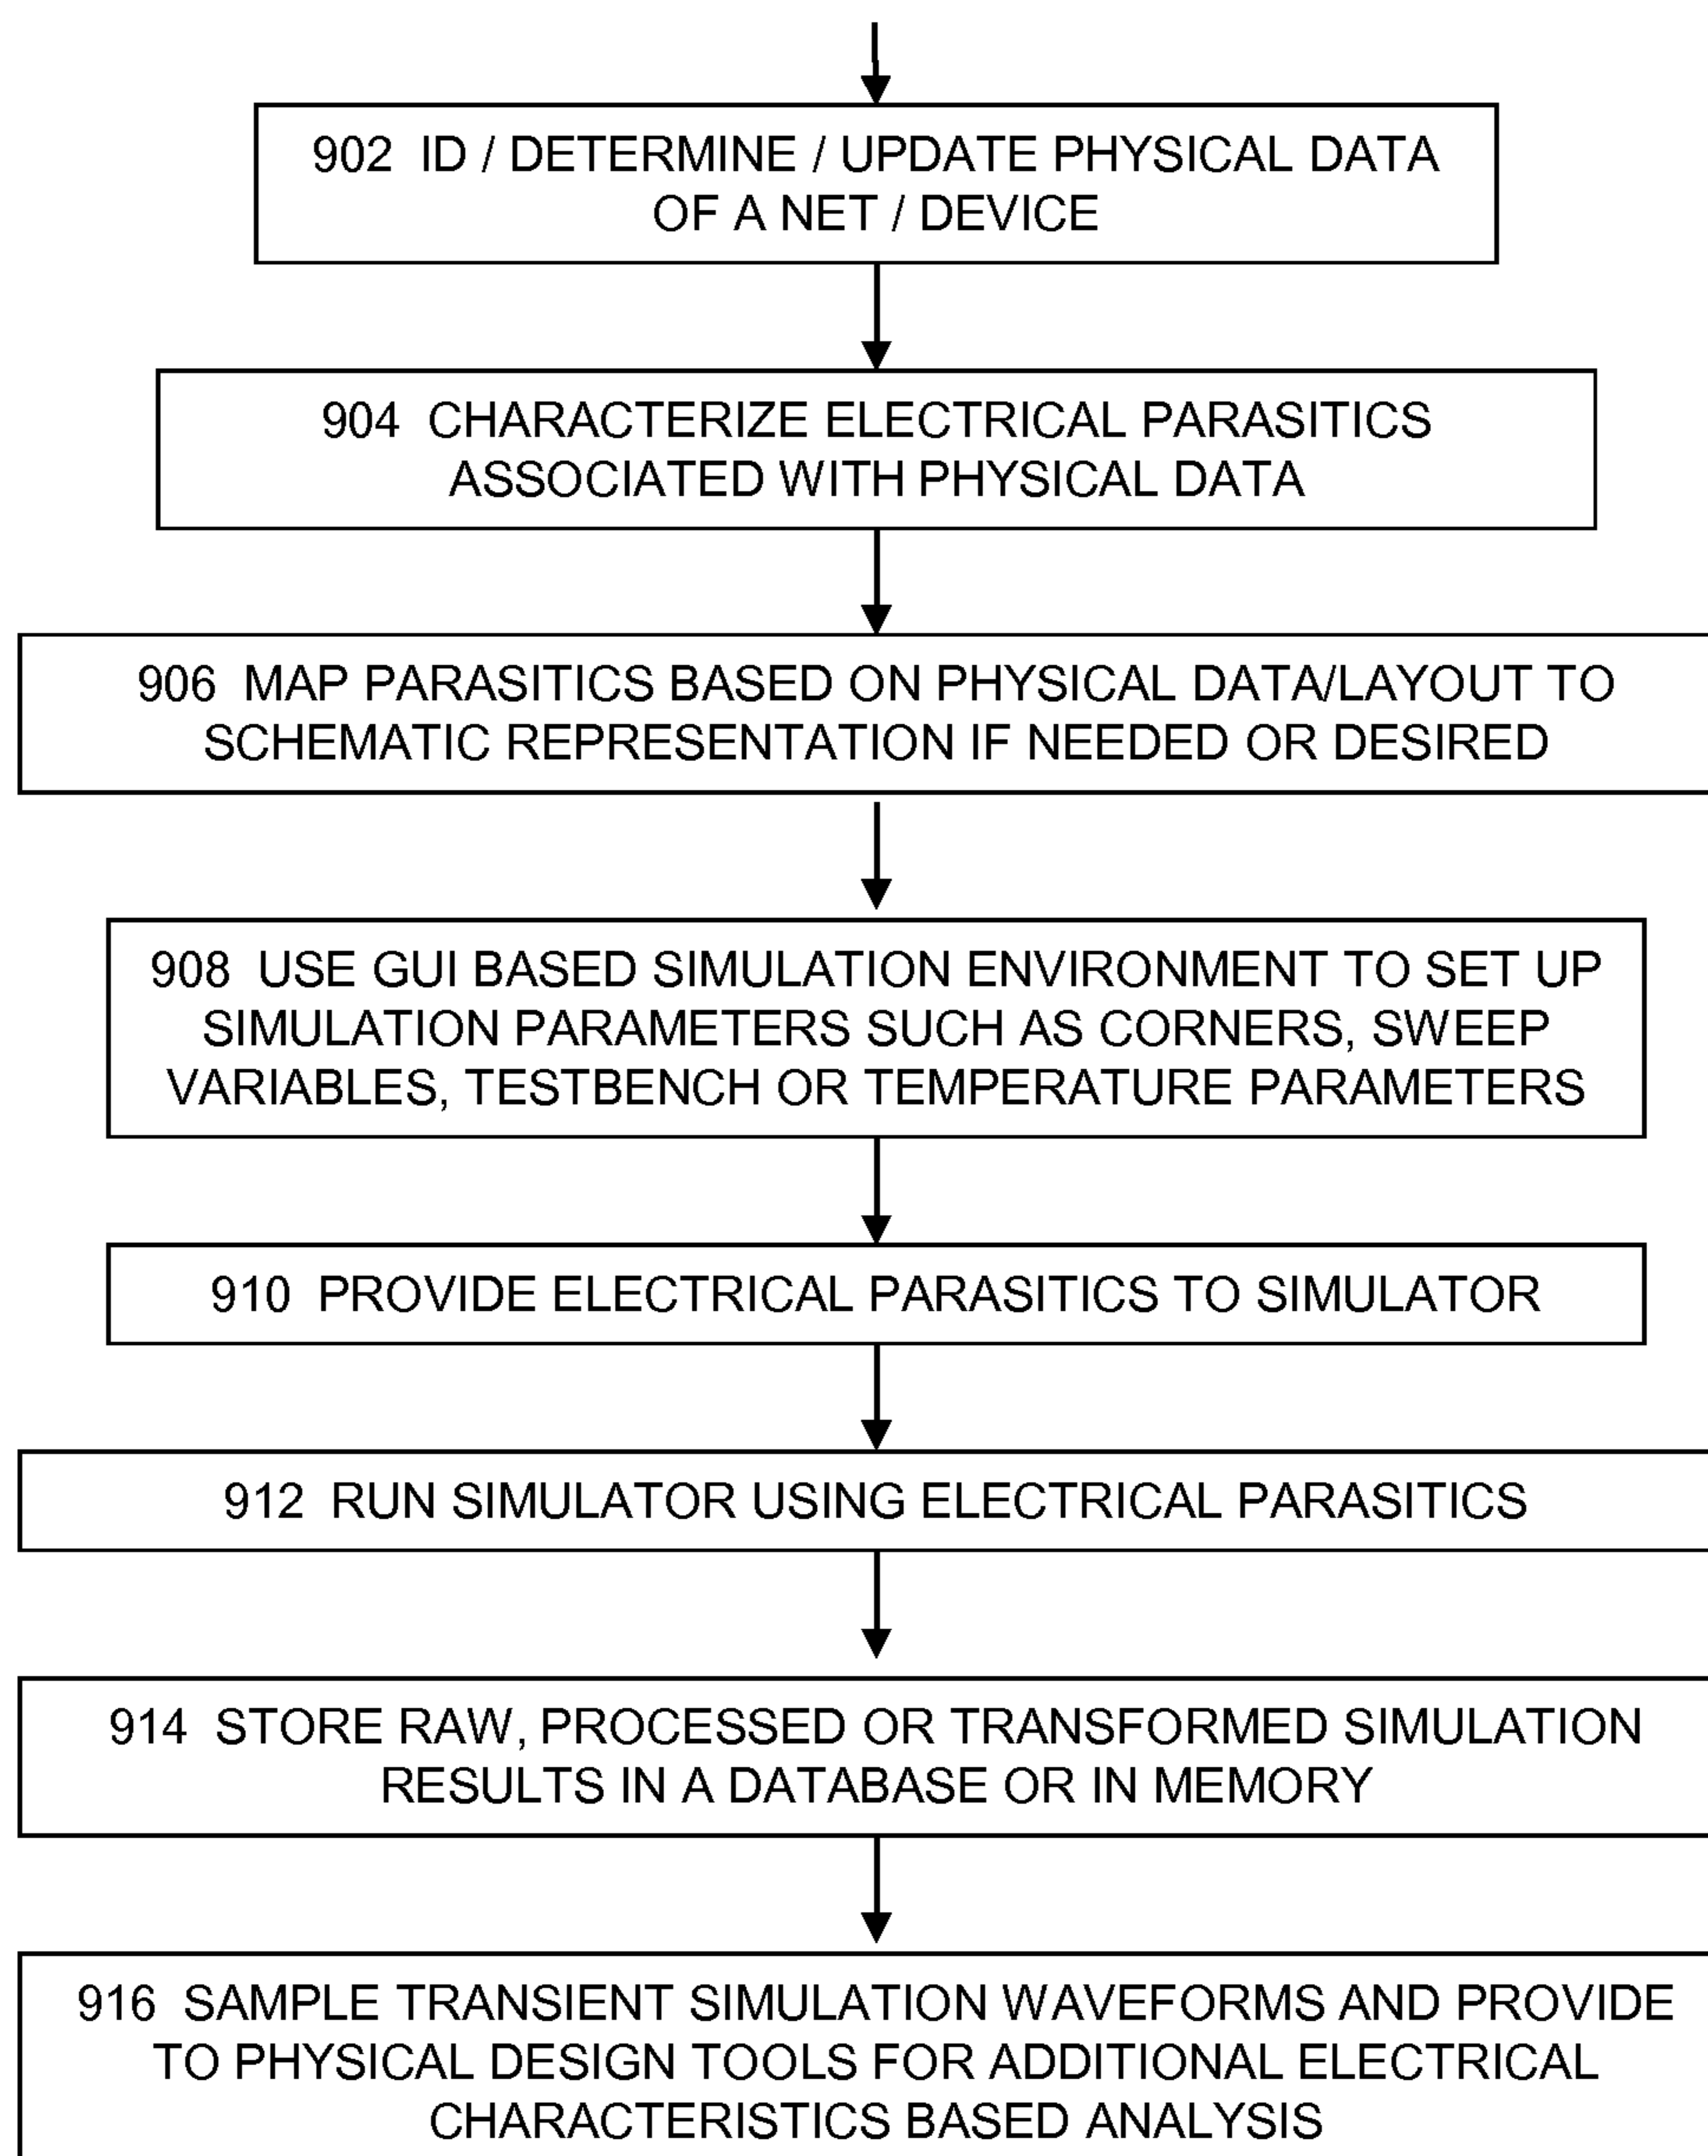 902 ID / DETERMINE / UPDATE PHYSICAL DATA
OF A NET / DEVICE
904 CHARACTERIZE ELECTRICAL PARASITICS
ASSOCIATED WITH PHYSICAL DATA
906 MAP PARASITICS BASED ON PHYSICAL DATA/LAYOUT TO
SCHEMATIC REPRESENTATION IF NEEDED OR DESIRED
908 USE GUI BASED SIMULATION ENVIRONMENT TO SET UP
SIMULATION PARAMETERS SUCH AS CORNERS, SWEEP
VARIABLES, TESTBENCH OR TEMPERATURE PARAMETERS
910 PROVIDE ELECTRICAL PARASITICS TO SIMULATOR
912 RUN SIMULATOR USING ELECTRICAL PARASITICS
914 STORE RAW, PROCESSED OR TRANSFORMED SIMULATION
RESULTS IN A DATABASE OR IN MEMORY
916 SAMPLE TRANSIENT SIMULATION WAVEFORMS AND PROVIDE
TO PHYSICAL DESIGN TOOLS FOR ADDITIONAL ELECTRICAL
CHARACTERISTICS BASED ANALYSIS